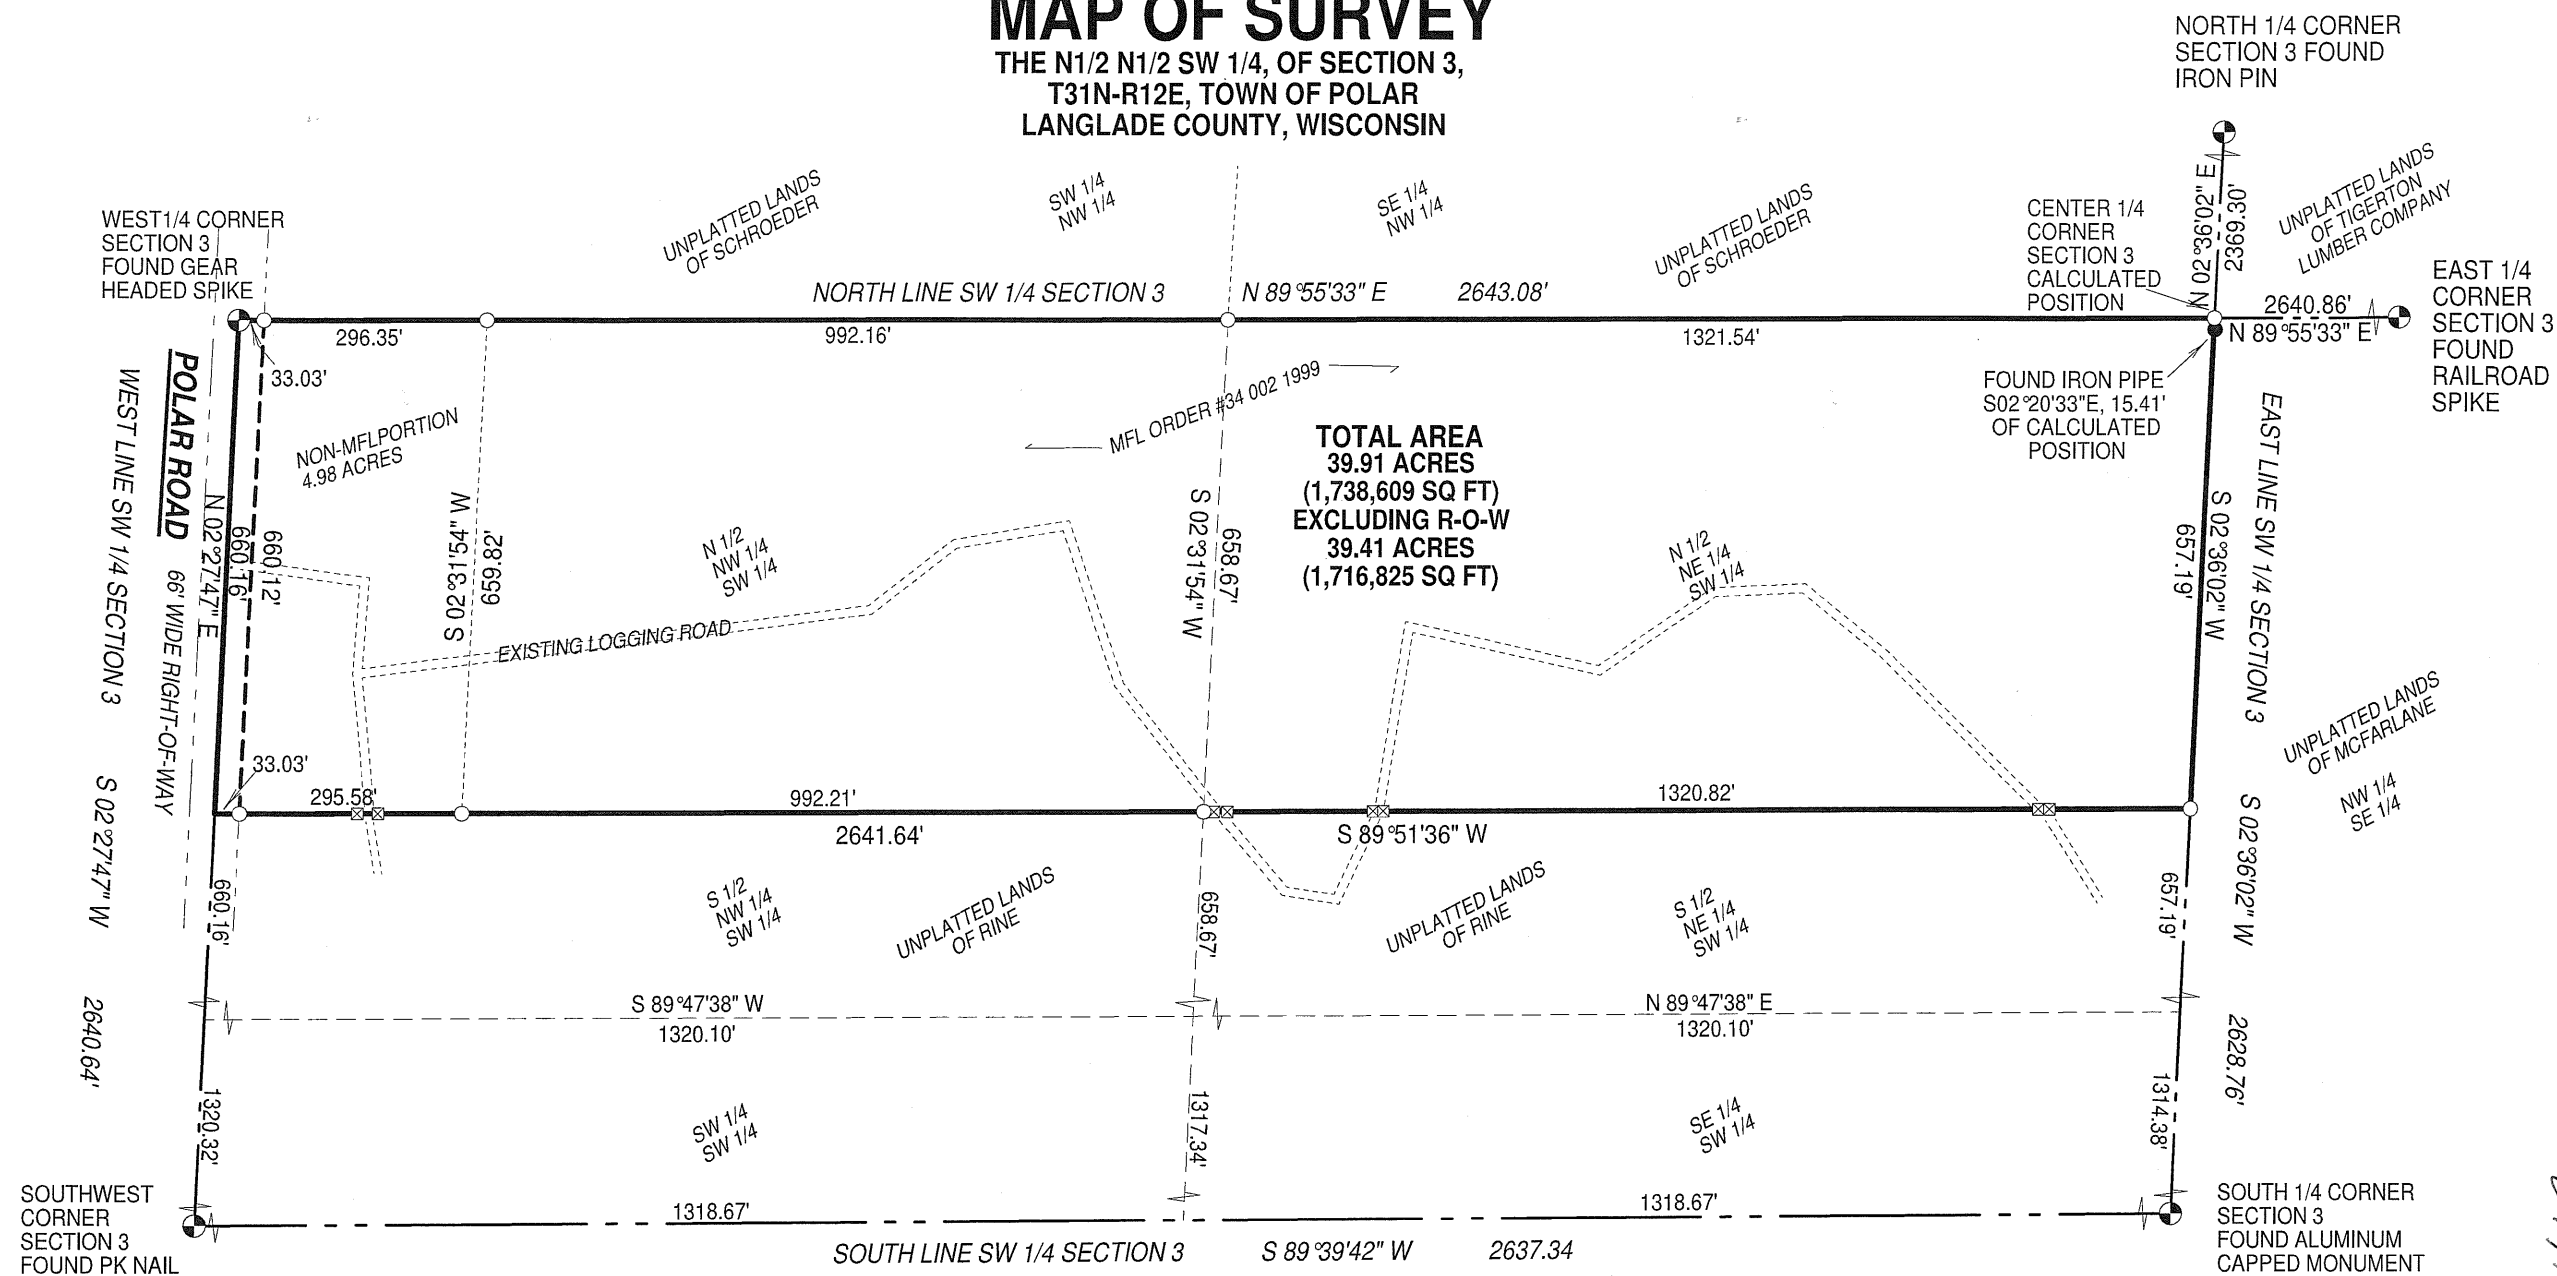 MAP OF SURVEY
THE N1/2 N1/2 SW 1/4, OF SECTION 3,
T31N-R12E, TOWN OF POLAR
LANGLADE COUNTY, WISCONSIN
NORTH 1/4 CORNER
SECTION 3 FOUND
IRON PIN
N 02°36'02" E
2369.30'
UNPLATTED LANDS
OF TIGERTON
LUMBER COMPANY
WEST1/4 CORNER
SECTION 3
FOUND GEAR
HEADED SPIKE
UNPLATTED LANDS
OF SCHROEDER
SW 1/4
NW 1/4
SE 1/4
NW 1/4
UNPLATTED LANDS
OF SCHROEDER
CENTER 1/4
CORNER
SECTION 3
CALCULATED
POSITION
EAST 1/4
CORNER
SECTION 3
FOUND
RAILROAD
SPIKE
NORTH LINE SW 1/4 SECTION 3 N 89°55'33" E 2643.08'
2640.86'
N 89°55'33" E
296.35'
992.16'
1321.54'
33.03'
FOUND IRON PIPE
S02°20'33"E, 15.41'
OF CALCULATED
POSITION
MFL ORDER #34 002 1999
NON-MFLPORTION
4.98 ACRES
TOTAL AREA
39.91 ACRES
(1,738,609 SQ FT)
EXCLUDING R-O-W
39.41 ACRES
(1,716,825 SQ FT)
POLAR ROAD 66' WIDE RIGHT-OF-WAY
WEST LINE SW 1/4 SECTION 3 S 02°27'47" W 2640.64'
N 02°27'47" E
660.16'
660.12'
S 02°31'54" W
659.82'
N 1/2
NW 1/4
SW 1/4
S 02°31'54" W
658.67'
N 1/2
NE 1/4
SW 1/4
657.19'
S 02°36'02" W
EAST LINE SW 1/4 SECTION 3 S 02°36'02" W 2628.76'
EXISTING LOGGING ROAD
UNPLATTED LANDS
OF MCFARLANE
NW 1/4
SE 1/4
33.03'
295.58'
992.21'
1320.82'
2641.64'
S 89°51'36" W
660.16'
S 1/2
NW 1/4
SW 1/4
UNPLATTED LANDS
OF RINE
658.67'
UNPLATTED LANDS
OF RINE
S 1/2
NE 1/4
SW 1/4
657.19'
S 89°47'38" W
1320.10'
N 89°47'38" E
1320.10'
1320.32'
SW 1/4
SW 1/4
1317.34'
SE 1/4
SW 1/4
1314.38'
SOUTHWEST
CORNER
SECTION 3
FOUND PK NAIL
1318.67'
1318.67'
SOUTH LINE SW 1/4 SECTION 3 S 89°39'42" W 2637.34
SOUTH 1/4 CORNER
SECTION 3
FOUND ALUMINUM
CAPPED MONUMENT